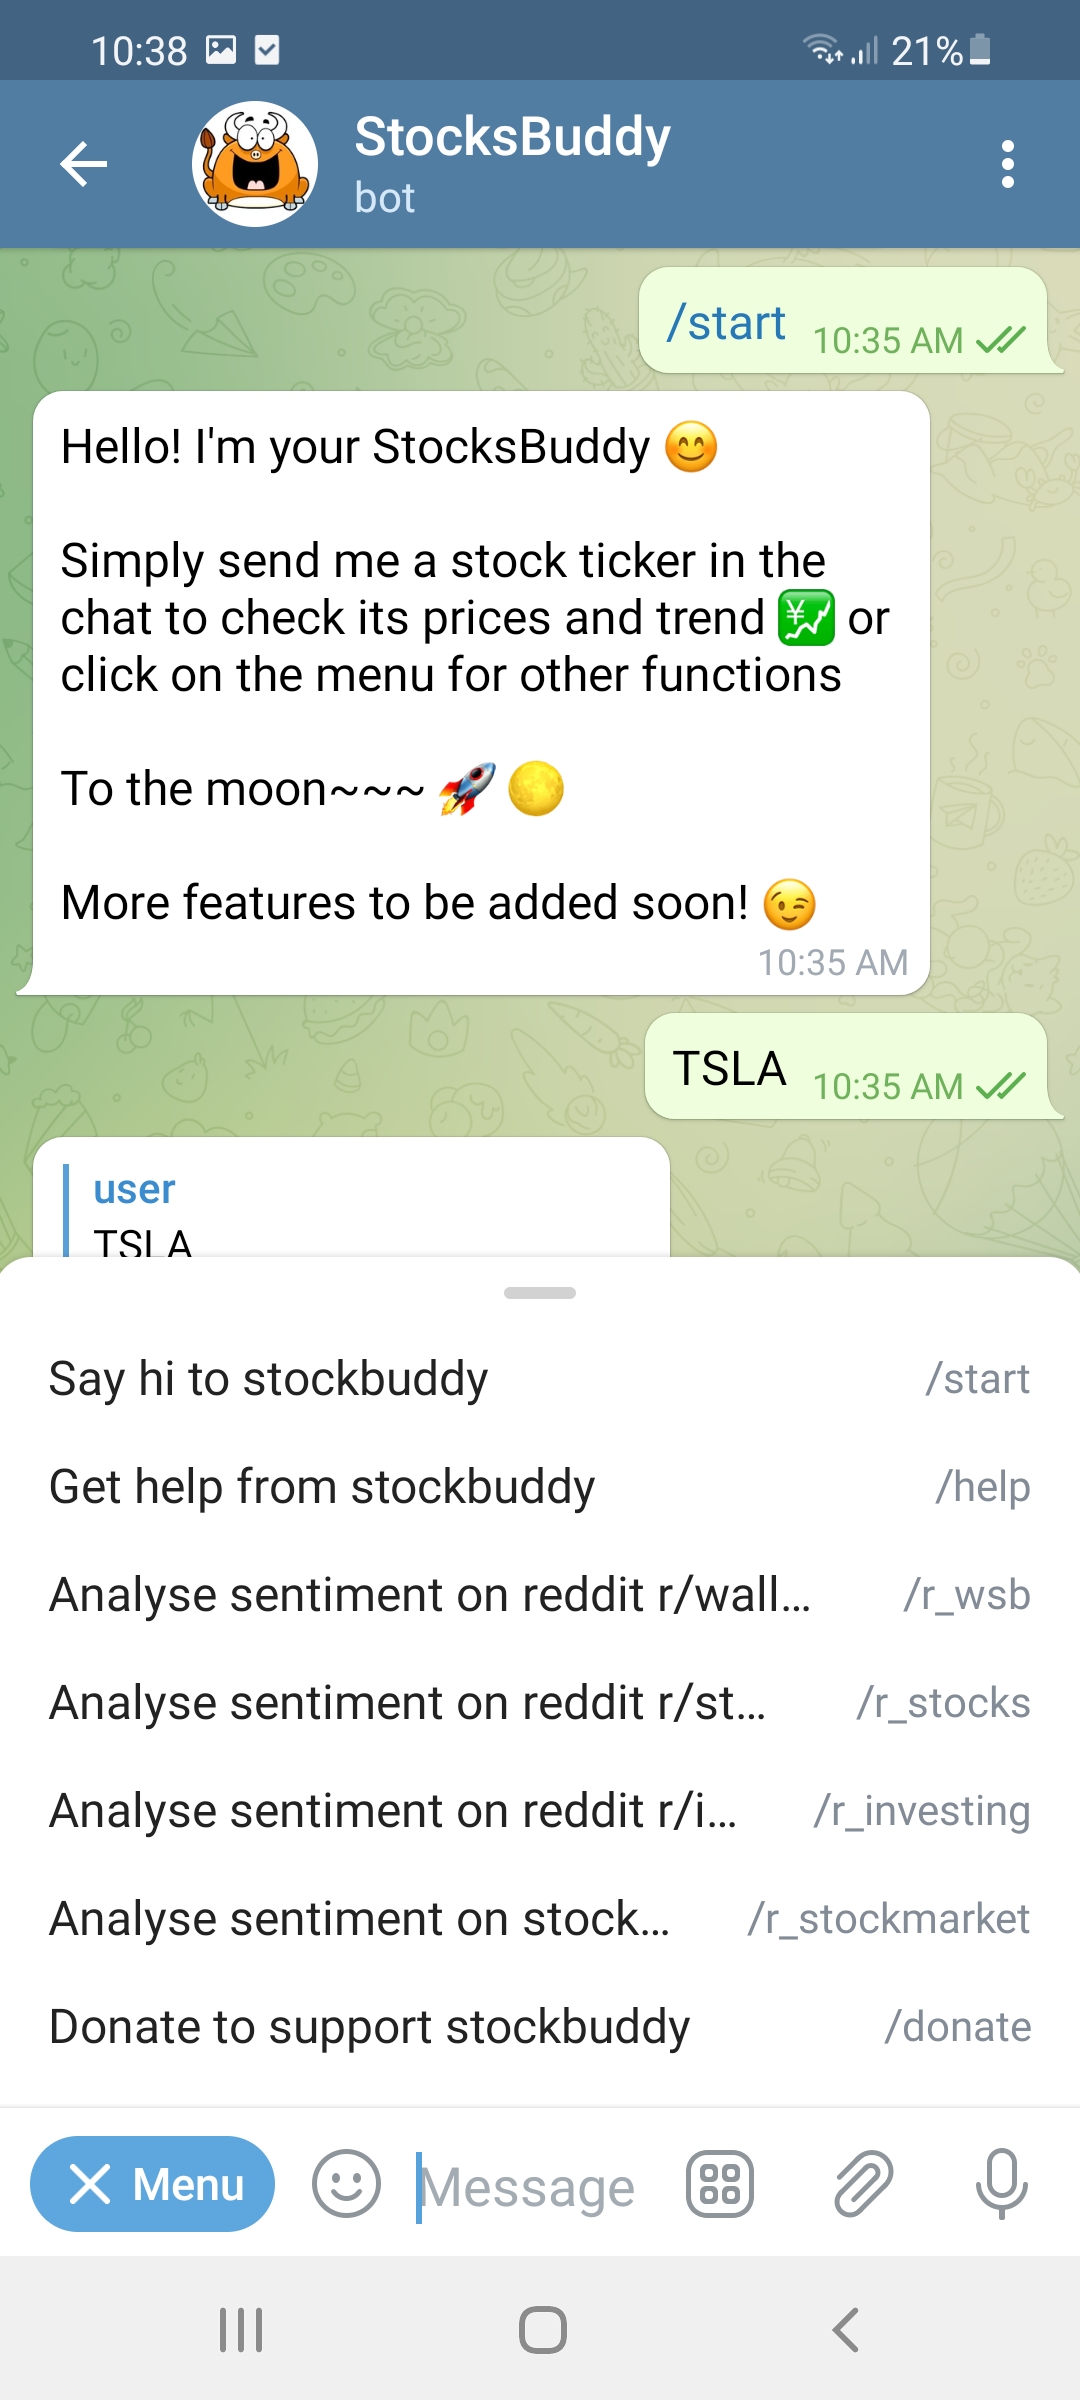 10:38 21%
StocksBuddy
bot
/start 10:35 AM
Hello! I'm your StocksBuddy 😊
Simply send me a stock ticker in the
chat to check its prices and trend 💹 or
click on the menu for other functions
To the moon~~~ 🚀 🌕
More features to be added soon! 😉
10:35 AM
TSLA 10:35 AM
user
TSLA
Say hi to stockbuddy /start
Get help from stockbuddy /help
Analyse sentiment on reddit r/wall... /r_wsb
Analyse sentiment on reddit r/st... /r_stocks
Analyse sentiment on reddit r/i... /r_investing
Analyse sentiment on stock... /r_stockmarket
Donate to support stockbuddy /donate
Menu Message